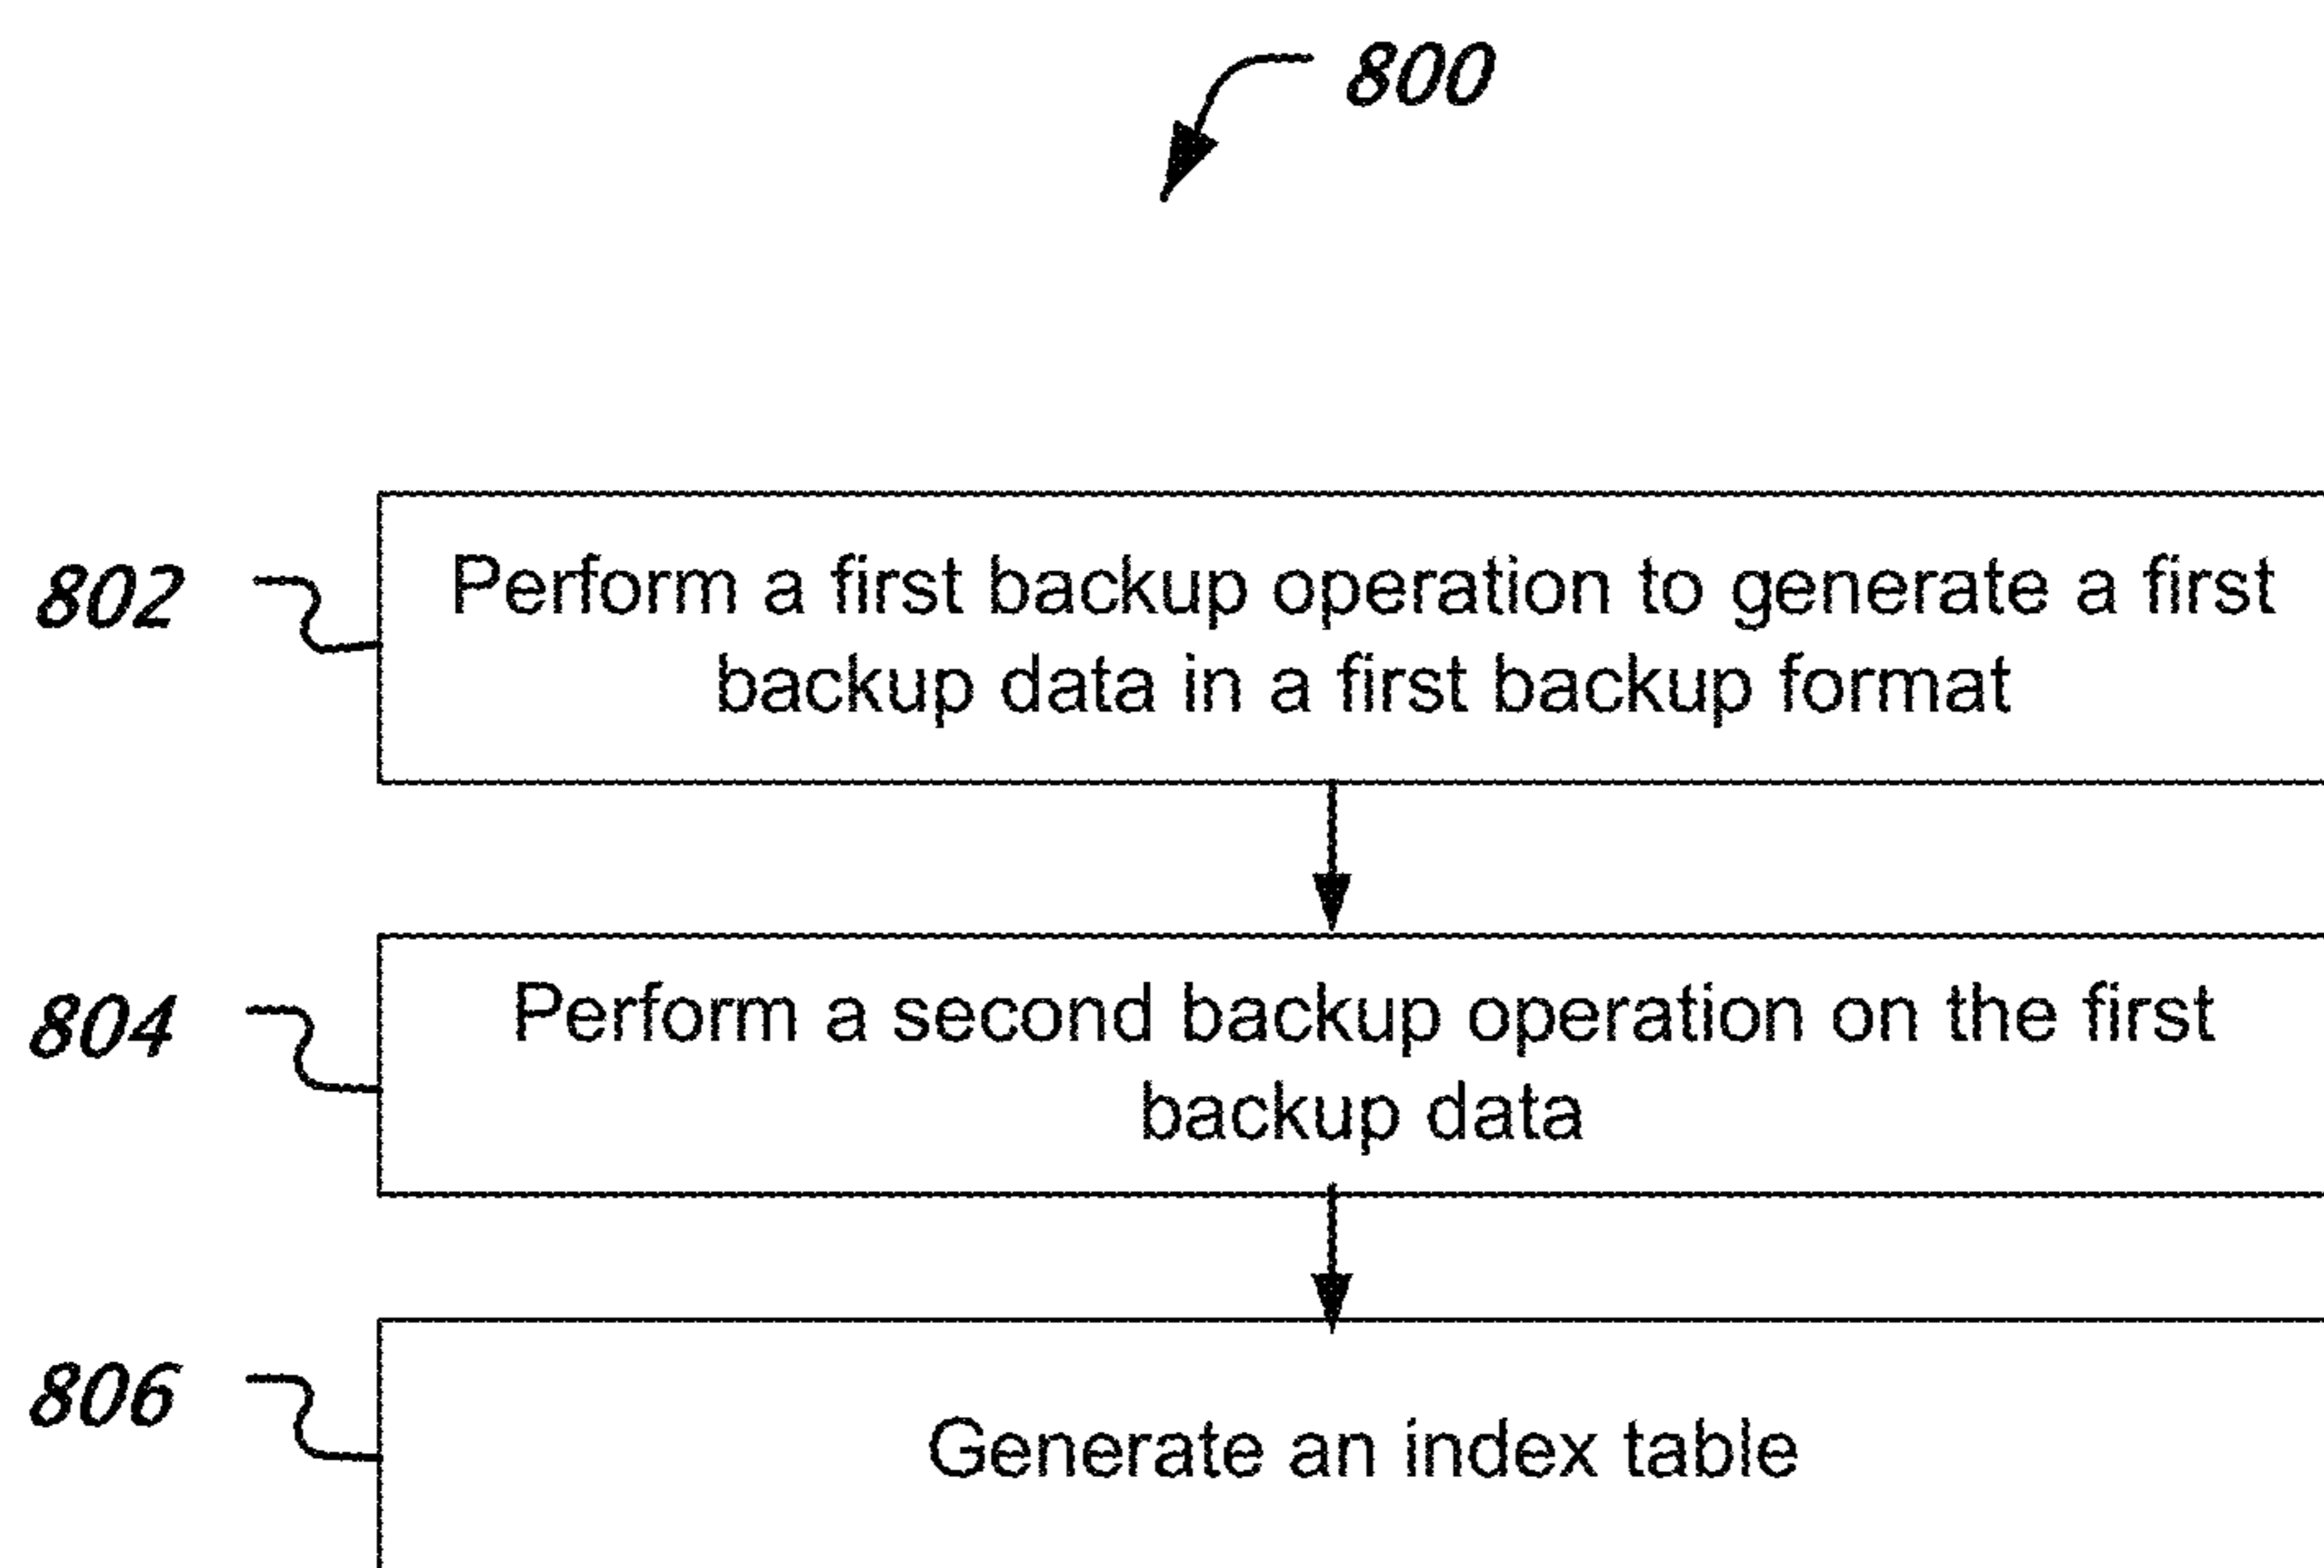 800
802
Perform a first backup operation to generate a first
backup data in a first backup format
804
Perform a second backup operation on the first
backup data
806
Generate an index table